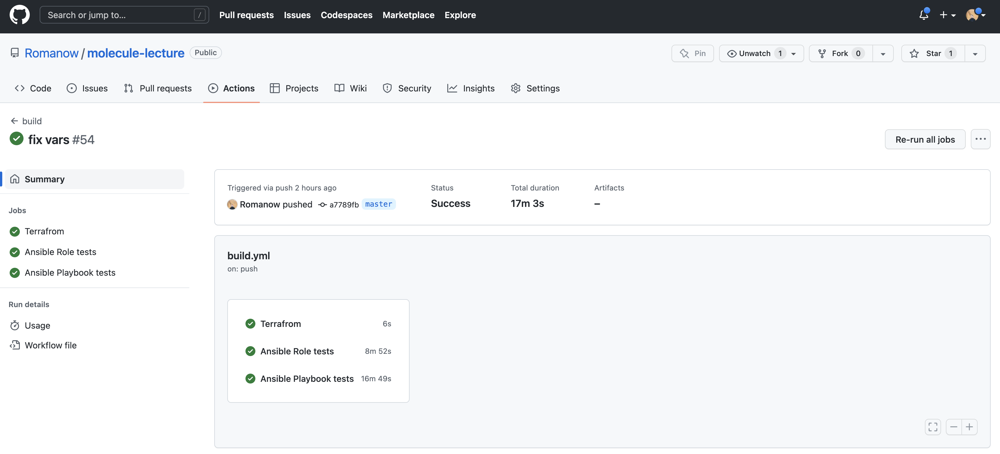 Search or jump to... / Pull requests Issues Codespaces Marketplace Explore
Romanow / molecule-lecture Public Pin Unwatch 1 Fork 0 Star 1
Code Issues Pull requests Actions Projects Wiki Security Insights Settings
build
fix vars #54 Re-run all jobs
Summary
Jobs
Terrafrom
Ansible Role tests
Ansible Playbook tests
Run details
Usage
Workflow file
Triggered via push 2 hours ago
Romanow pushed a7789fb master
Status
Success
Total duration
17m 3s
Artifacts
–
build.yml
on: push
Terrafrom 6s
Ansible Role tests 8m 52s
Ansible Playbook tests 16m 49s